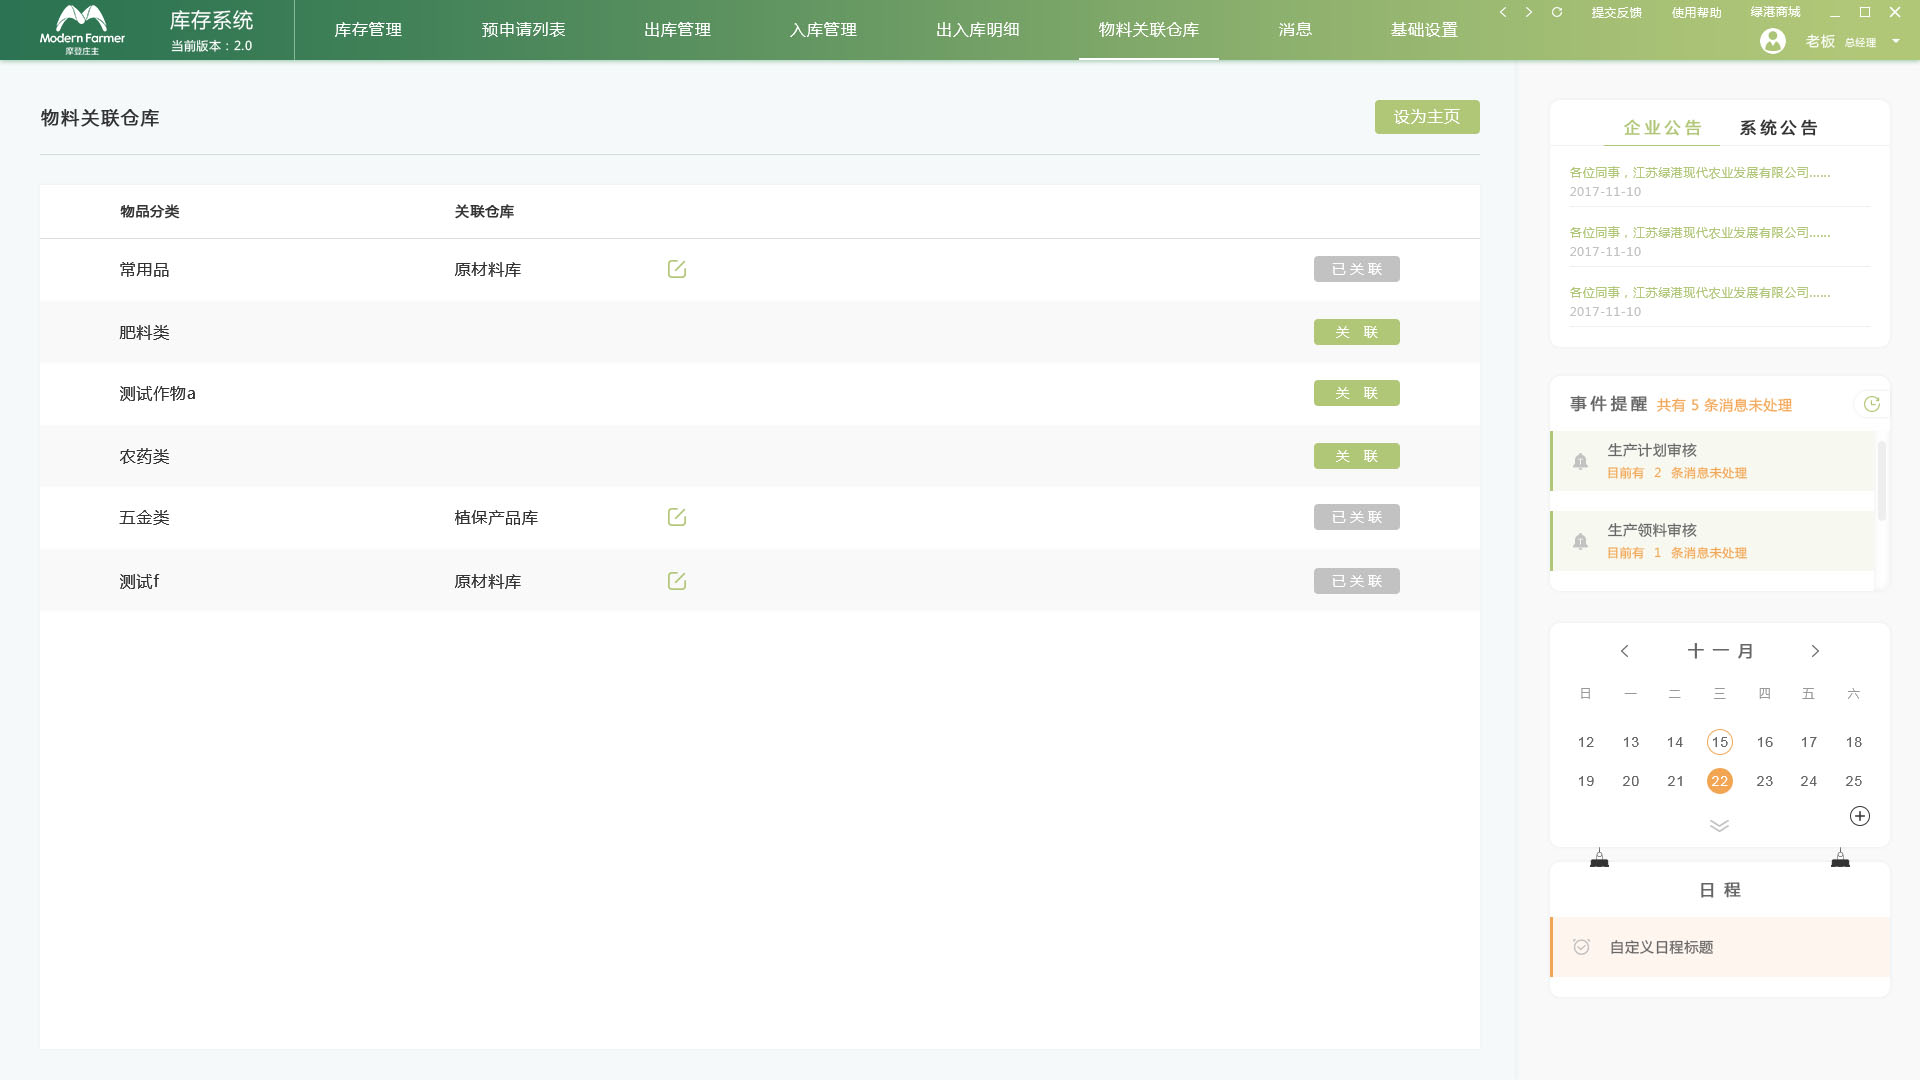 Modern Farmer
摩登庄主
库存系统
当前版本：2.0
库存管理
预申请列表
出库管理
入库管理
出入库明细
物料关联仓库
消息
基础设置
提交反馈
使用帮助
绿港商城
老板 总经理
物料关联仓库
设为主页
物品分类 关联仓库
常用品 原材料库 已关联
肥料类 关 联
测试作物a 关 联
农药类 关 联
五金类 植保产品库 已关联
测试f 原材料库 已关联
企业公告 系统公告
各位同事，江苏绿港现代农业发展有限公司......
2017-11-10
各位同事，江苏绿港现代农业发展有限公司......
2017-11-10
各位同事，江苏绿港现代农业发展有限公司......
2017-11-10
事件提醒 共有 5 条消息未处理
生产计划审核
目前有 2 条消息未处理
生产领料审核
目前有 1 条消息未处理
十一月
日 一 二 三 四 五 六
12 13 14 15 16 17 18
19 20 21 22 23 24 25
日 程
自定义日程标题